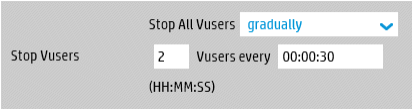 Stop All Vusers gradually
Stop Vusers 2 Vusers every 00:00:30
(HH:MM:SS)